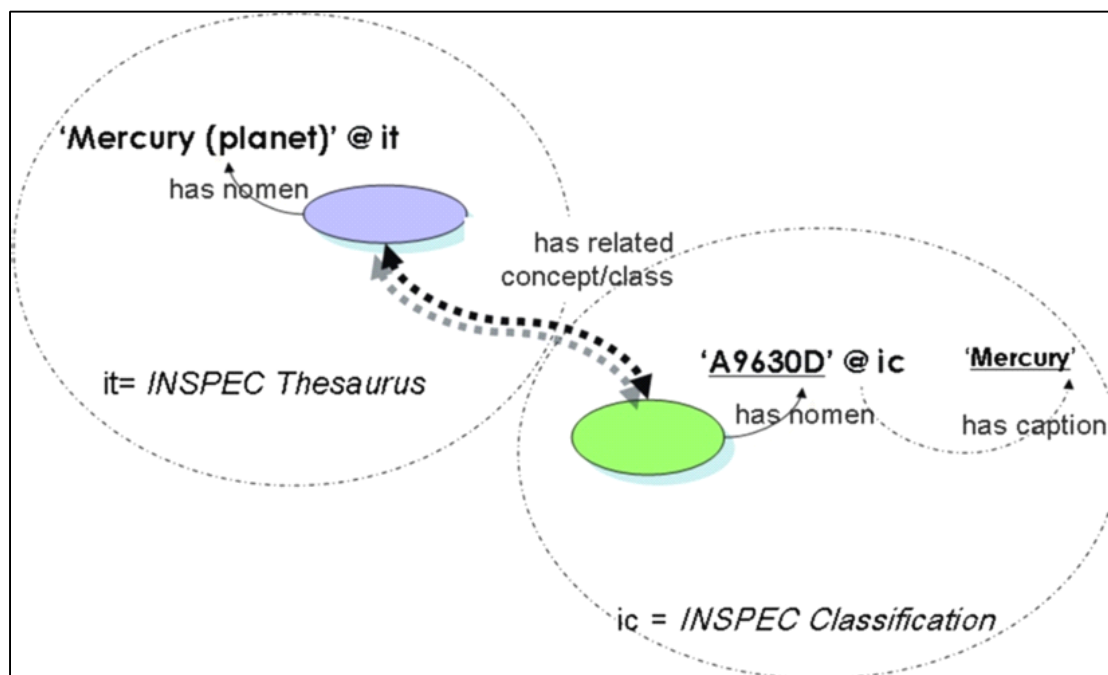 ‘Mercury (planet)’ @ it
has nomen
has related
concept/class
it= INSPEC Thesaurus
‘A9630D’ @ ic
‘Mercury’
has nomen
has caption
ic = INSPEC Classification